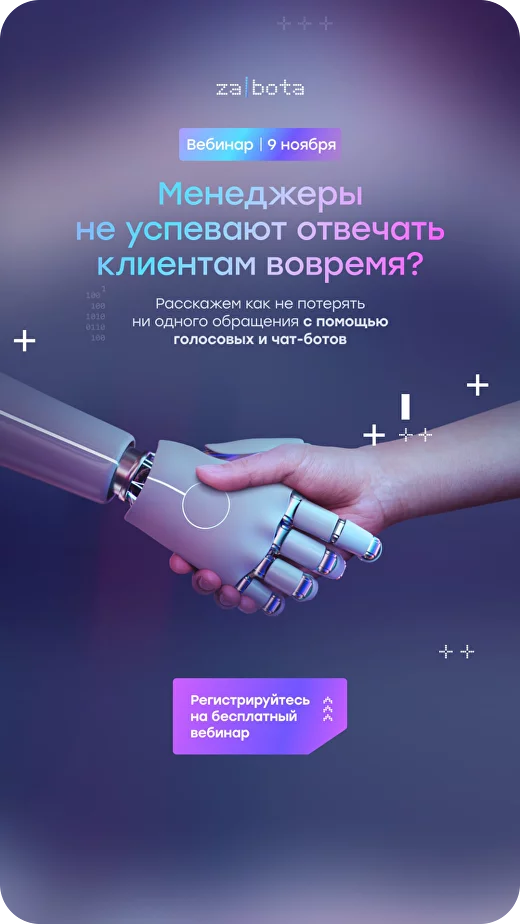 za|bota
Вебинар | 9 ноября
Менеджеры
не успевают отвечать
клиентам вовремя?
Расскажем как не потерять
ни одного обращения с помощью
голосовых и чат-ботов
1
100
100
1010
0110
100
Регистрируйтесь
на бесплатный
вебинар